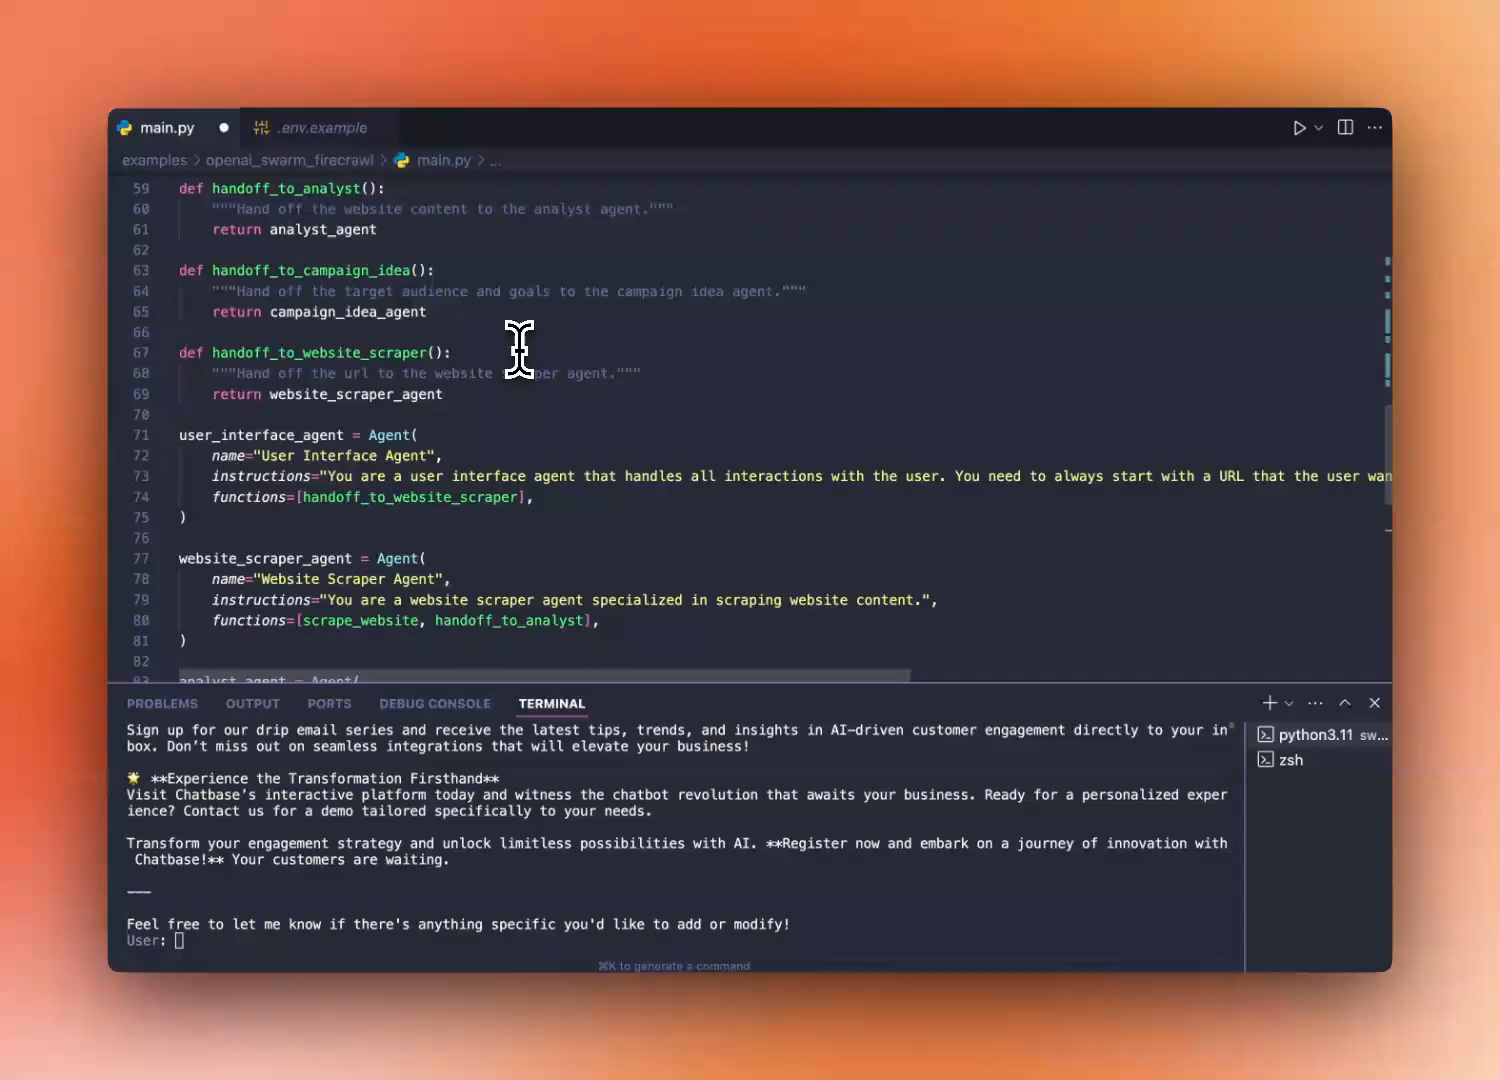 main.py
.env.example
examples > openai_swarm_firecrawl > main.py > ...
59 def handoff_to_analyst():
60 """Hand off the website content to the analyst agent."""
61 return analyst_agent
62
63 def handoff_to_campaign_idea():
64 """Hand off the target audience and goals to the campaign idea agent."""
65 return campaign_idea_agent
66
67 def handoff_to_website_scraper():
68 """Hand off the url to the website per agent."""
69 return website_scraper_agent
70
71 user_interface_agent = Agent(
72 name="User Interface Agent",
73 instructions="You are a user interface agent that handles all interactions with the user. You need to always start with a URL that the user wan
74 functions=[handoff_to_website_scraper],
75 )
76
77 website_scraper_agent = Agent(
78 name="Website Scraper Agent",
79 instructions="You are a website scraper agent specialized in scraping website content.",
80 functions=[scrape_website, handoff_to_analyst],
81 )
82
83 analyst_agent = Agent(
PROBLEMS OUTPUT PORTS DEBUG CONSOLE TERMINAL
Sign up for our drip email series and receive the latest tips, trends, and insights in AI-driven customer engagement directly to your in
box. Don't miss out on seamless integrations that will elevate your business!
🌟 **Experience the Transformation Firsthand**
Visit Chatbase's interactive platform today and witness the chatbot revolution that awaits your business. Ready for a personalized exper
ience? Contact us for a demo tailored specifically to your needs.
Transform your engagement strategy and unlock limitless possibilities with AI. **Register now and embark on a journey of innovation with
Chatbase!** Your customers are waiting.
---
Feel free to let me know if there's anything specific you'd like to add or modify!
User:
⌘K to generate a command
python3.11 sw...
zsh